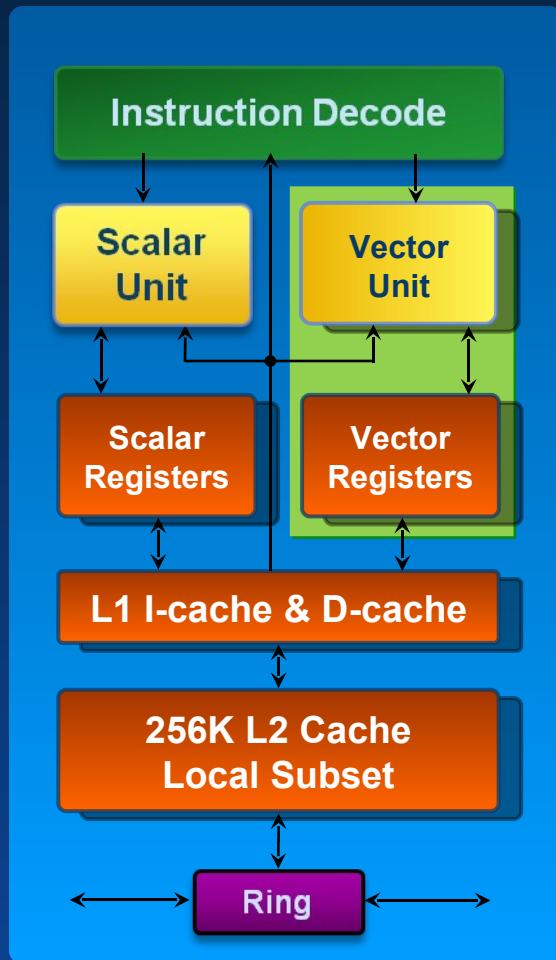 Instruction Decode
Scalar
Unit
Vector
Unit
Scalar
Registers
Vector
Registers
L1 I-cache & D-cache
256K L2 Cache
Local Subset
Ring